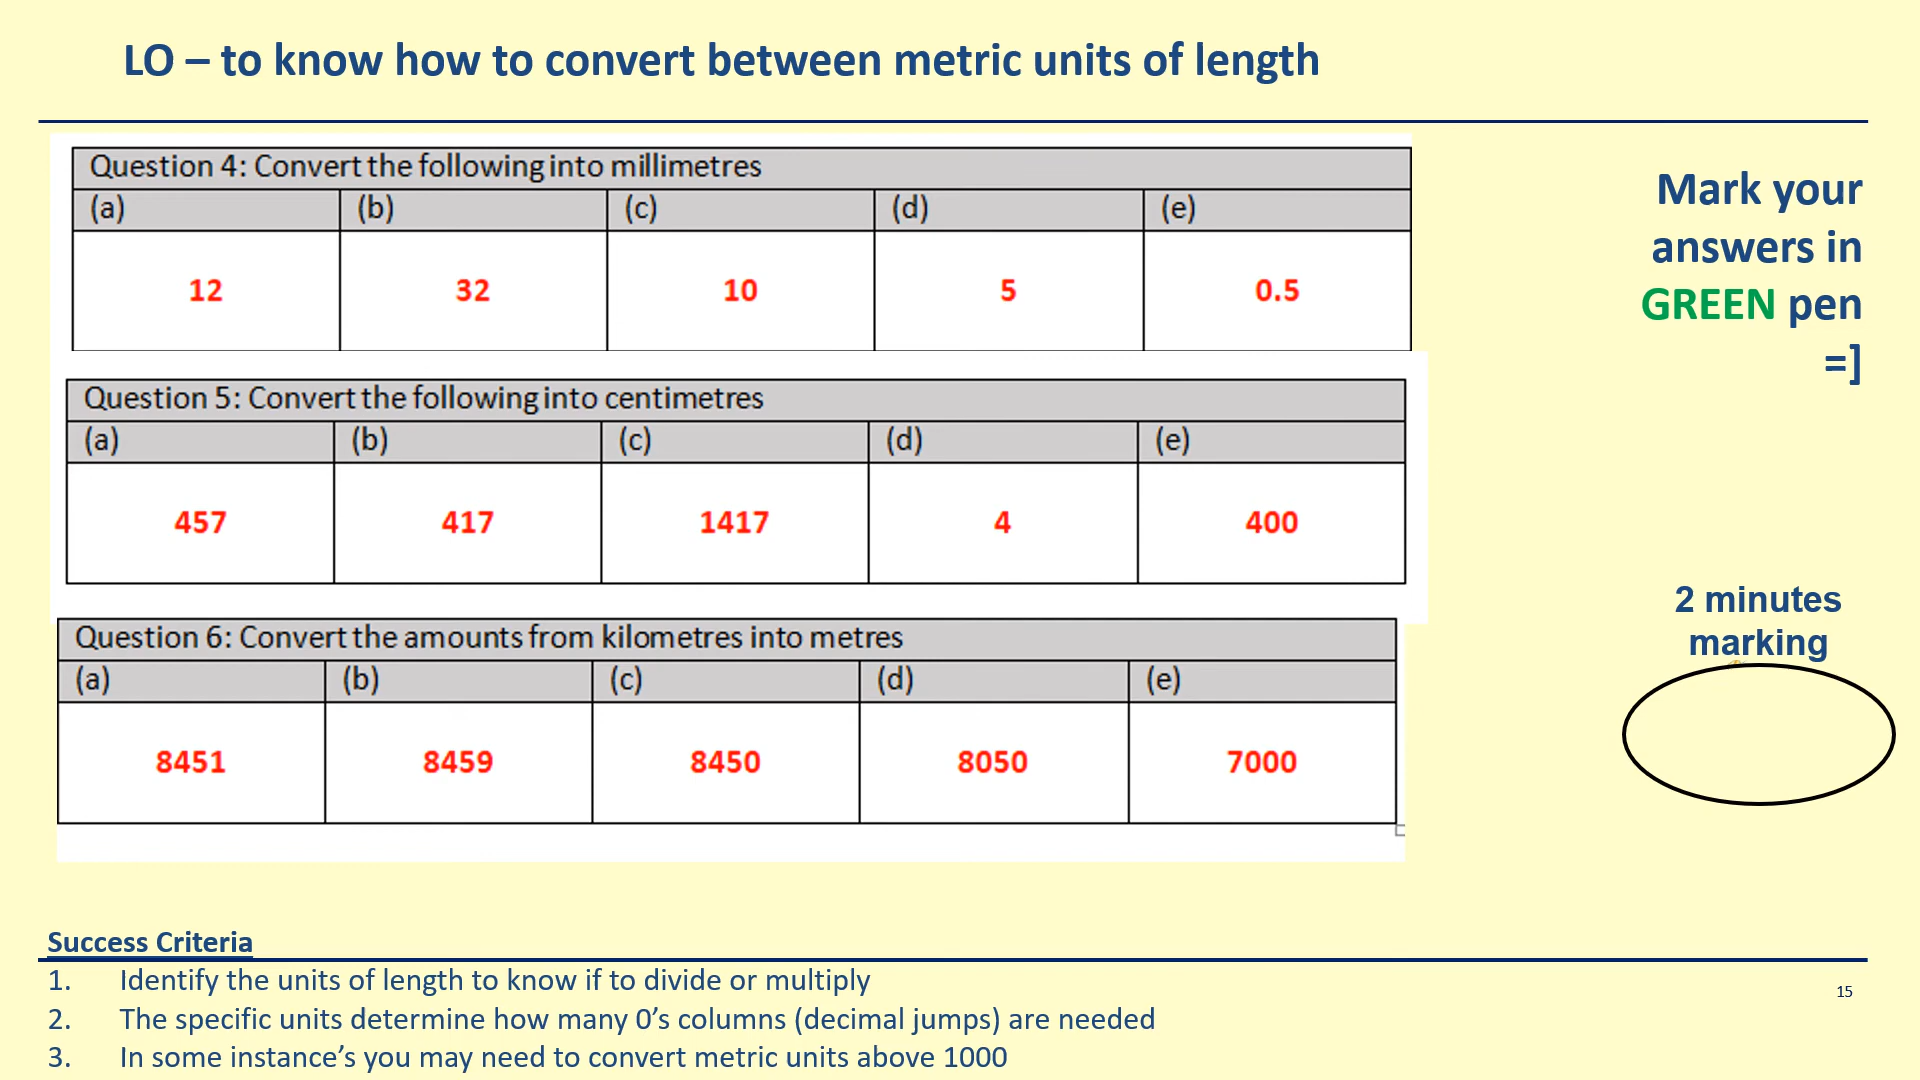 LO – to know how to convert between metric units of length
Question 4: Convert the following into millimetres
(a) (b) (c) (d) (e)
12 32 10 5 0.5
Question 5: Convert the following into centimetres
(a) (b) (c) (d) (e)
457 417 1417 4 400
Question 6: Convert the amounts from kilometres into metres
(a) (b) (c) (d) (e)
8451 8459 8450 8050 7000
Mark your
answers in
GREEN pen
=]
2 minutes
marking
Success Criteria
1. Identify the units of length to know if to divide or multiply
2. The specific units determine how many 0’s columns (decimal jumps) are needed
3. In some instance’s you may need to convert metric units above 1000
15